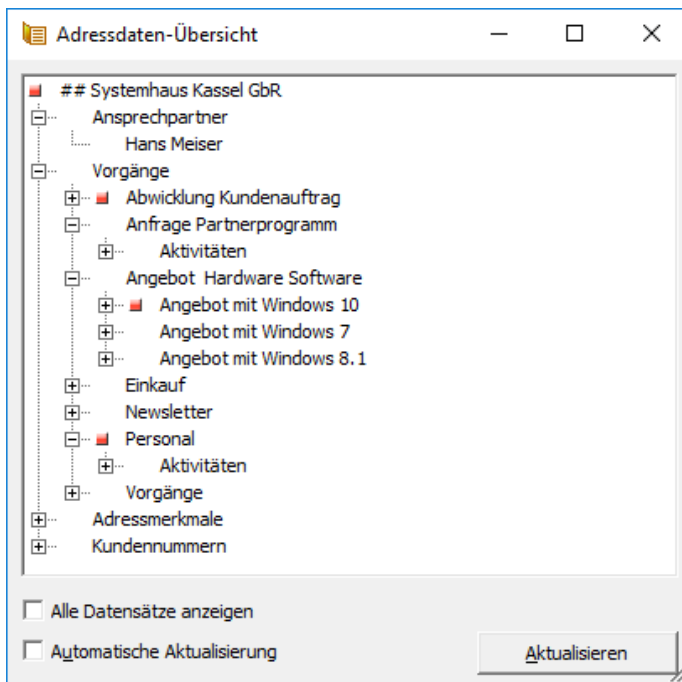 Adressdaten-Übersicht
## Systemhaus Kassel GbR
Ansprechpartner
Hans Meiser
Vorgänge
Abwicklung Kundenauftrag
Anfrage Partnerprogramm
Aktivitäten
Angebot  Hardware Software
Angebot mit Windows 10
Angebot mit Windows 7
Angebot mit Windows 8.1
Einkauf
Newsletter
Personal
Aktivitäten
Vorgänge
Adressmerkmale
Kundennummern
Alle Datensätze anzeigen
Automatische Aktualisierung
Aktualisieren